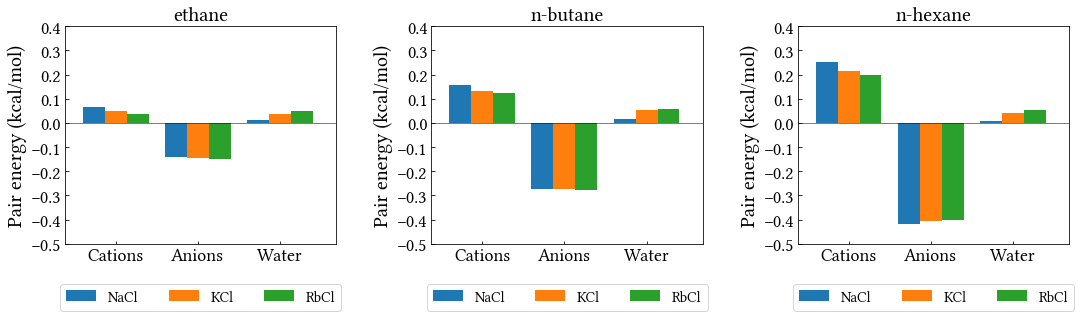 ethane
Pair energy (kcal/mol)
0.4
0.3
0.2
0.1
0.0
−0.1
−0.2
−0.3
−0.4
−0.5
Cations Anions Water
NaCl KCl RbCl
n-butane
Pair energy (kcal/mol)
0.4
0.3
0.2
0.1
0.0
−0.1
−0.2
−0.3
−0.4
−0.5
Cations Anions Water
NaCl KCl RbCl
n-hexane
Pair energy (kcal/mol)
0.4
0.3
0.2
0.1
0.0
−0.1
−0.2
−0.3
−0.4
−0.5
Cations Anions Water
NaCl KCl RbCl